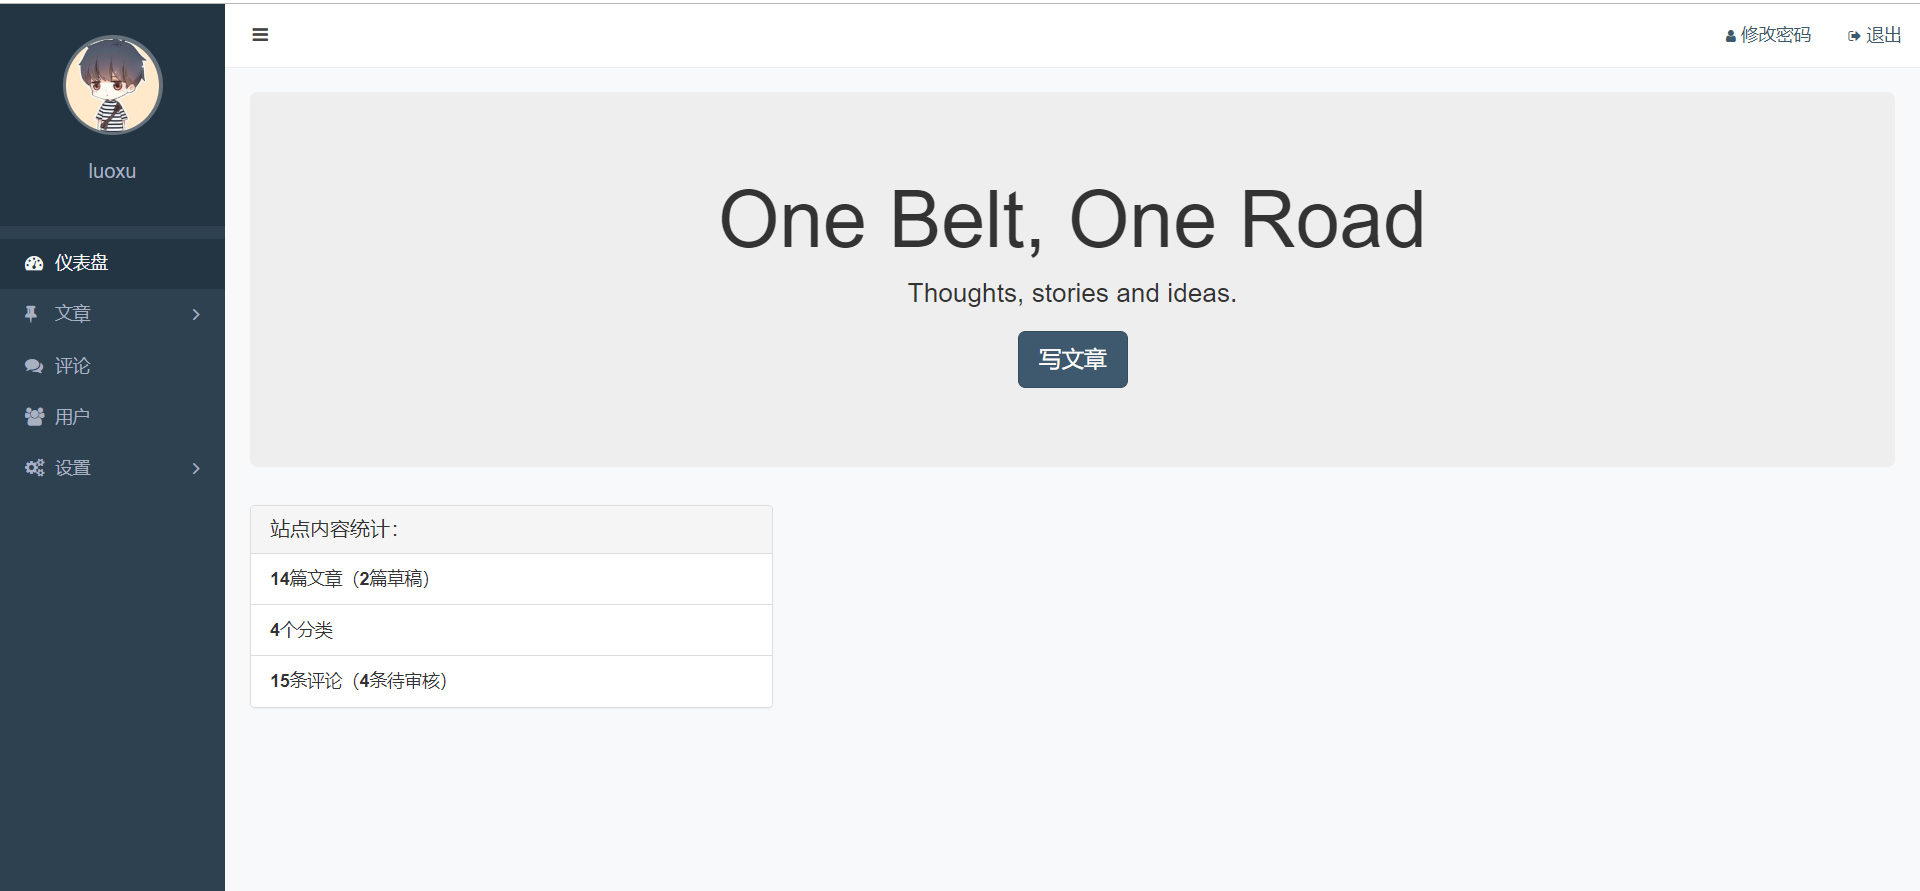 luoxu
仪表盘
文章
评论
用户
设置
修改密码 退出
One Belt, One Road
Thoughts, stories and ideas.
写文章
站点内容统计：
14篇文章（2篇草稿）
4个分类
15条评论（4条待审核）